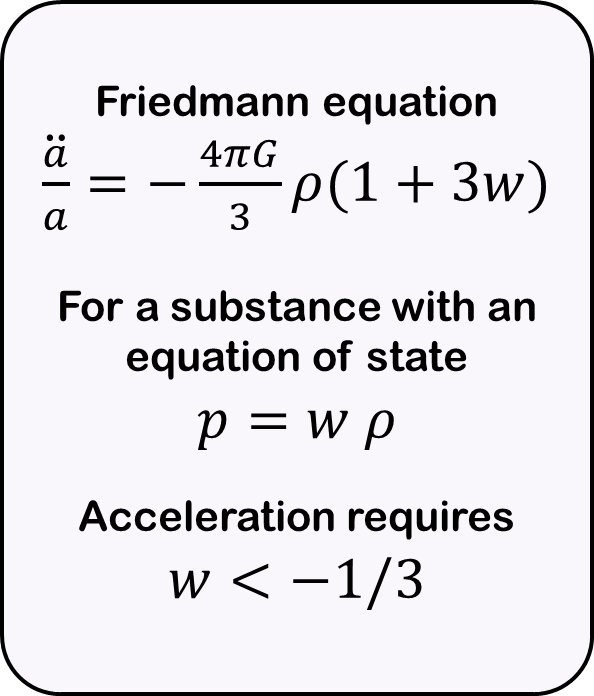 Friedmann equation
ä/a = −4πG/3 ρ(1 + 3w)
For a substance with an
equation of state
p = w ρ
Acceleration requires
w < −1/3